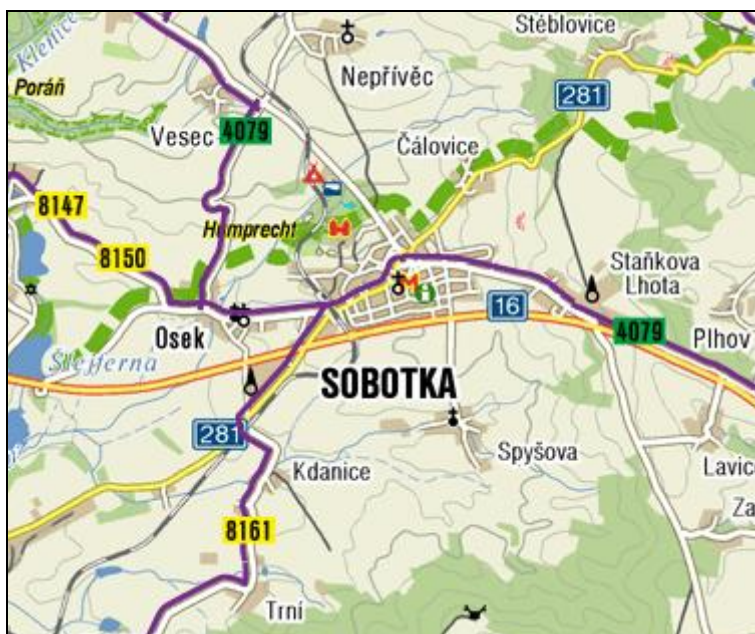 Klenice
Stéblovice
Nepřívěc
Poráň
281
Vesec
4079
Čálovice
8147
Humprecht
8150
Staňkova
Lhota
16
Osek
4079
Plhov
Šlejferna
SOBOTKA
281
Spyšova
Kdanice
Lavic
Za
8161
Trní